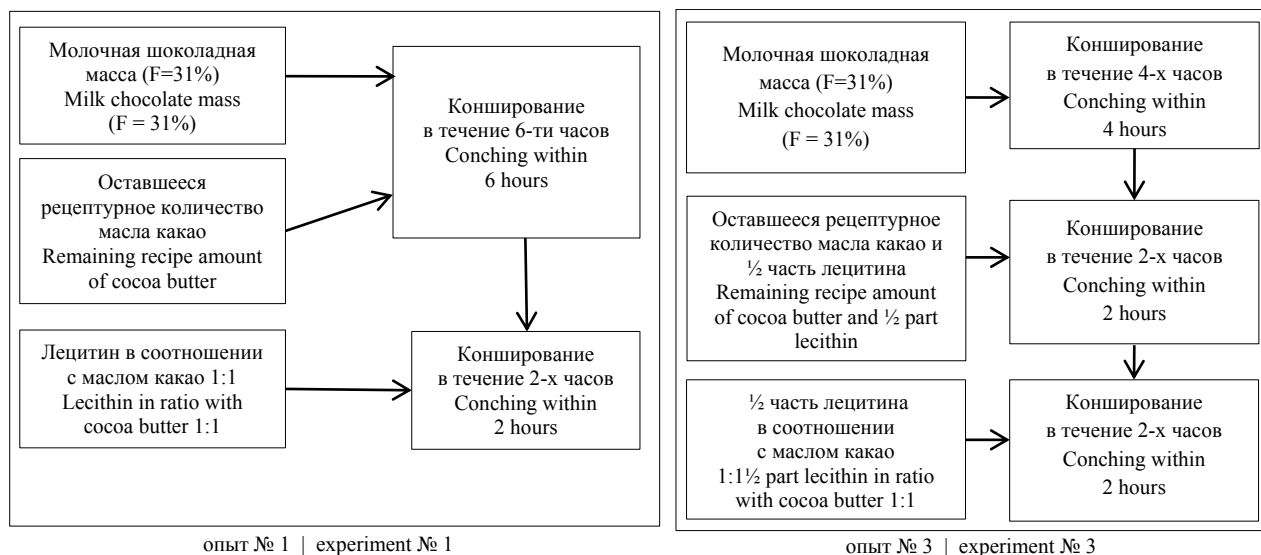 Молочная шоколадная
масса (F=31%)
Milk chocolate mass
(F = 31%)
Конширование
в течение 6-ти часов
Conching within
6 hours
Оставшееся
рецептурное количество
масла какао
Remaining recipe amount
of cocoa butter
Лецитин в соотношении
с маслом какао 1:1
Lecithin in ratio with
cocoa butter 1:1
Конширование
в течение 2-х часов
Conching within
2 hours
опыт № 1 | experiment № 1
Молочная шоколадная
масса (F=31%)
Milk chocolate mass
(F = 31%)
Конширование
в течение 4-х часов
Conching within
4 hours
Оставшееся рецептурное
количество масла какао и
½ часть лецитина
Remaining recipe amount
of cocoa butter and ½ part
lecithin
Конширование
в течение 2-х часов
Conching within
2 hours
½ часть лецитина
в соотношении
с маслом какао
1:1½ part lecithin in ratio
with cocoa butter 1:1
Конширование
в течение 2-х часов
Conching within
2 hours
опыт № 3 | experiment № 3